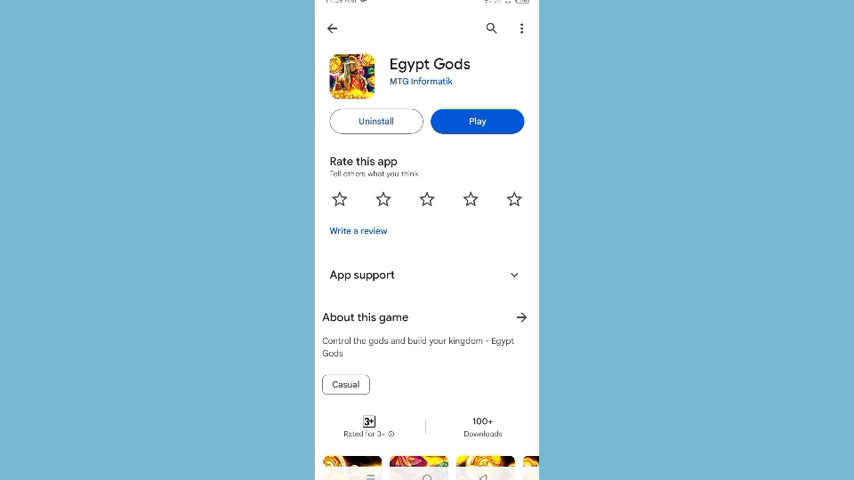 Egypt Gods
MTG Informatik
Uninstall
Play
Rate this app
Tell others what you think
Write a review
App support
About this game
Control the gods and build your kingdom - Egypt
Gods
Casual
3+
100+
Rated for 3+
Downloads